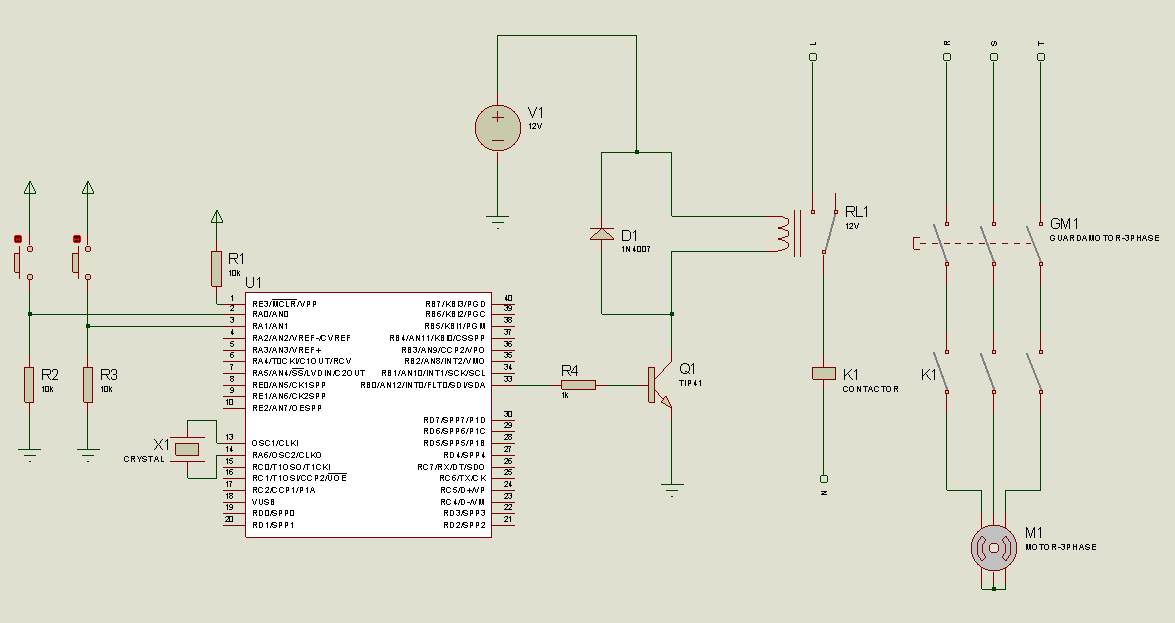 L
R
S
T
V1
12V
RL1
12V
GM1
GUARDAMOTOR-3PHASE
D1
1N4007
R1
10k
U1
1
2
3
4
5
6
7
8
9
10
13
14
15
16
17
18
19
20
RE3/MCLR/VPP
RA0/AN0
RA1/AN1
RA2/AN2/VREF-/CVREF
RA3/AN3/VREF+
RA4/T0CKI/C1OUT/RCV
RA5/AN4/SS/LVDIN/C2OUT
RE0/AN5/CK1SPP
RE1/AN6/CK2SPP
RE2/AN7/OESPP
OSC1/CLKI
RA6/OSC2/CLKO
RC0/T1OSO/T1CKI
RC1/T1OSI/CCP2/UOE
RC2/CCP1/P1A
VUSB
RD0/SPP0
RD1/SPP1
RB7/KBI3/PGD
RB6/KBI2/PGC
RB5/KBI1/PGM
RB4/AN11/KBI0/CSSPP
RB3/AN9/CCP2/VPO
RB2/AN8/INT2/VMO
RB1/AN10/INT1/SCK/SCL
RB0/AN12/INT0/FLT0/SDI/SDA
RD7/SPP7/P1D
RD6/SPP6/P1C
RD5/SPP5/P1B
RD4/SPP4
RC7/RX/DT/SDO
RC6/TX/CK
RC5/D+/VP
RC4/D-/VM
RD3/SPP3
RD2/SPP2
40
39
38
37
36
35
34
33
30
29
28
27
26
25
24
23
22
21
R2
10k
R3
10k
X1
CRYSTAL
R4
1k
Q1
TIP41
K1
CONTACTOR
K1
N
M1
MOTOR-3PHASE